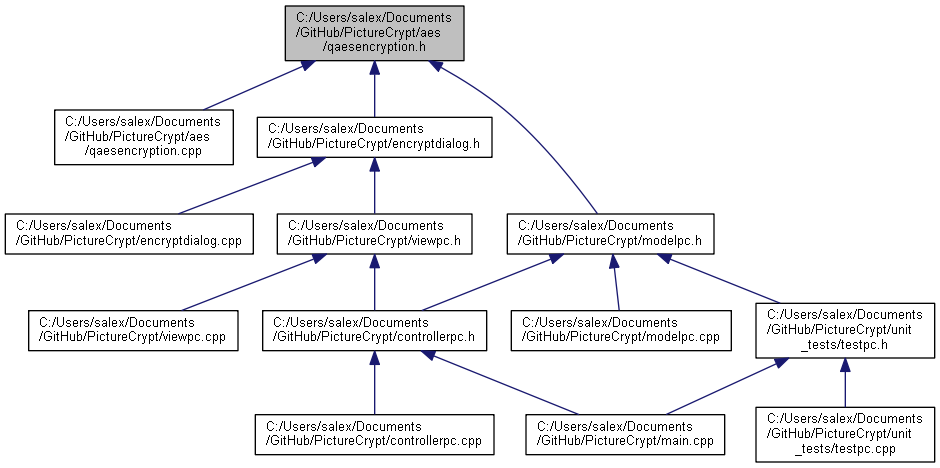 C:/Users/salex/Documents
/GitHub/PictureCrypt/aes
/qaesencryption.h
C:/Users/salex/Documents
/GitHub/PictureCrypt/aes
/qaesencryption.cpp
C:/Users/salex/Documents
/GitHub/PictureCrypt/encryptdialog.h
C:/Users/salex/Documents
/GitHub/PictureCrypt/encryptdialog.cpp
C:/Users/salex/Documents
/GitHub/PictureCrypt/viewpc.h
C:/Users/salex/Documents
/GitHub/PictureCrypt/modelpc.h
C:/Users/salex/Documents
/GitHub/PictureCrypt/viewpc.cpp
C:/Users/salex/Documents
/GitHub/PictureCrypt/controllerpc.h
C:/Users/salex/Documents
/GitHub/PictureCrypt/modelpc.cpp
C:/Users/salex/Documents
/GitHub/PictureCrypt/unit
_tests/testpc.h
C:/Users/salex/Documents
/GitHub/PictureCrypt/controllerpc.cpp
C:/Users/salex/Documents
/GitHub/PictureCrypt/main.cpp
C:/Users/salex/Documents
/GitHub/PictureCrypt/unit
_tests/testpc.cpp